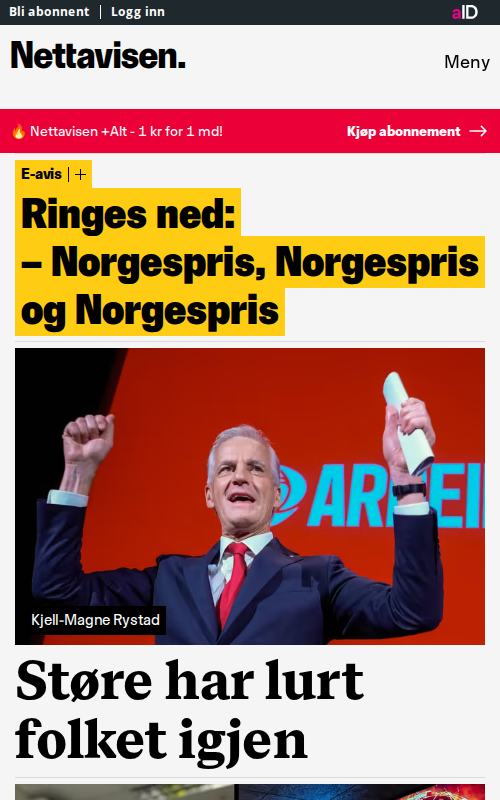 Bli abonnent | Logg inn
aID
Nettavisen.
Meny
🔥 Nettavisen +Alt - 1 kr for 1 md!
Kjøp abonnement →
E-avis | +
Ringes ned:
– Norgespris, Norgespris
og Norgespris
ARBEI
Kjell-Magne Rystad
Støre har lurt
folket igjen